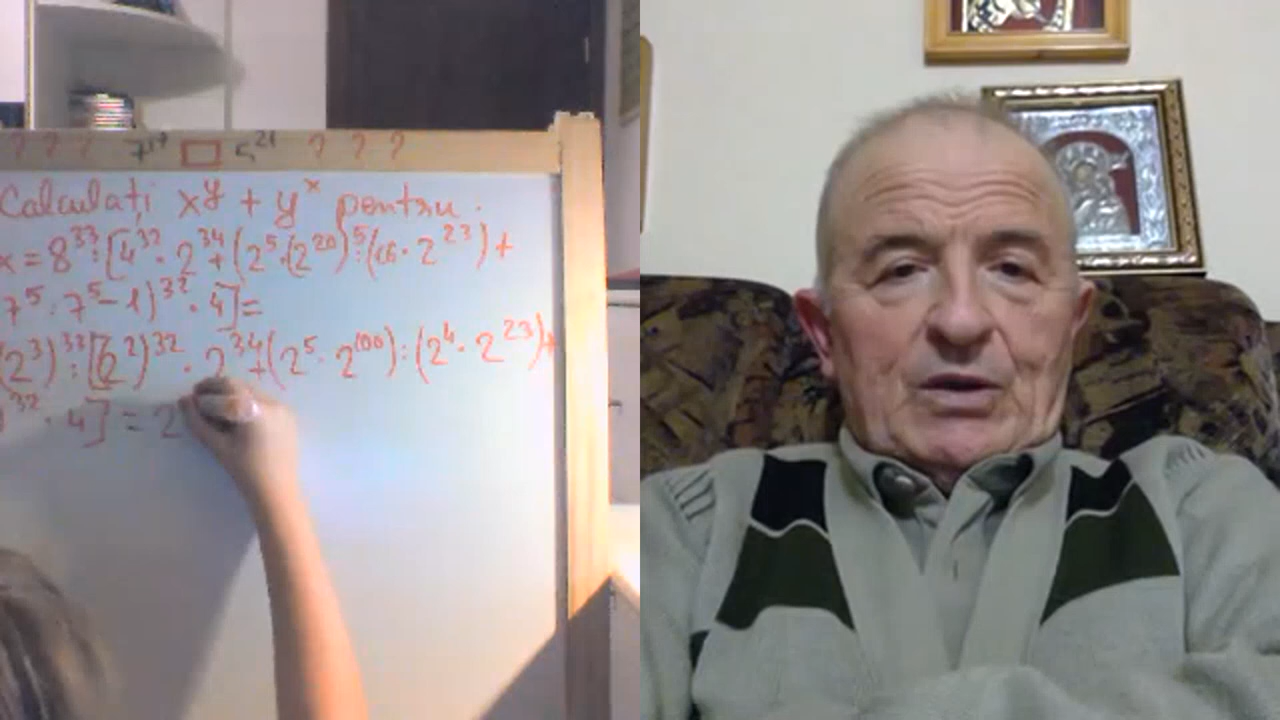 ? ? ? 7¹⁷ □ 5²¹ ? ? ?
Calculați xy + yˣ pentru:
x = 8³³:[4³²·2³⁴+(2⁵·(2²⁰)⁵:(16·2²³)+
7⁵:7⁵-1)³²·4]=
(2³)³³:[(2²)³²·2³⁴+(2⁵·2¹⁰⁰):(2⁴·2²³)+
)³²·4]=2